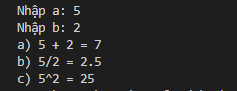 Nhập a: 5
Nhập b: 2
a) 5 + 2 = 7
b) 5/2 = 2.5
c) 5^2 = 25